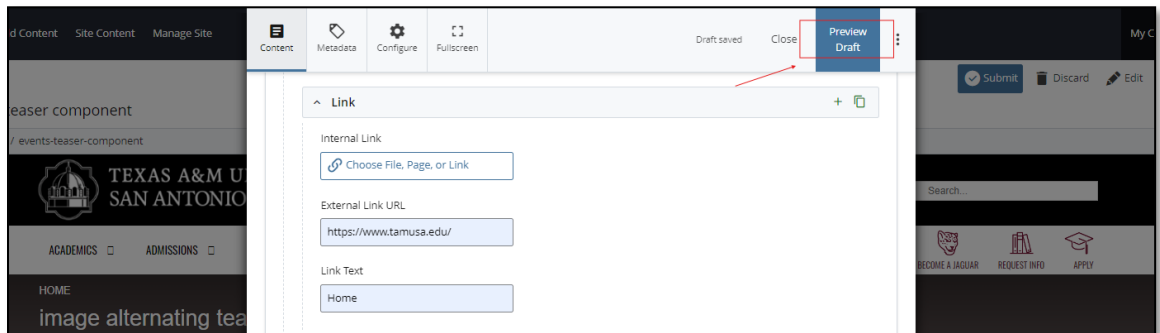 d Content Site Content Manage Site
Content Metadata Configure Fullscreen
Draft saved Close Preview Draft
My C
Submit Discard Edit
teaser component
/ events-teaser-component
Link
Internal Link
Choose File, Page, or Link
External Link URL
https://www.tamusa.edu/
Link Text
Home
TEXAS A&M U
SAN ANTONIO
Search...
ACADEMICS ADMISSIONS
BECOME A JAGUAR REQUEST INFO APPLY
HOME
image alternating tea